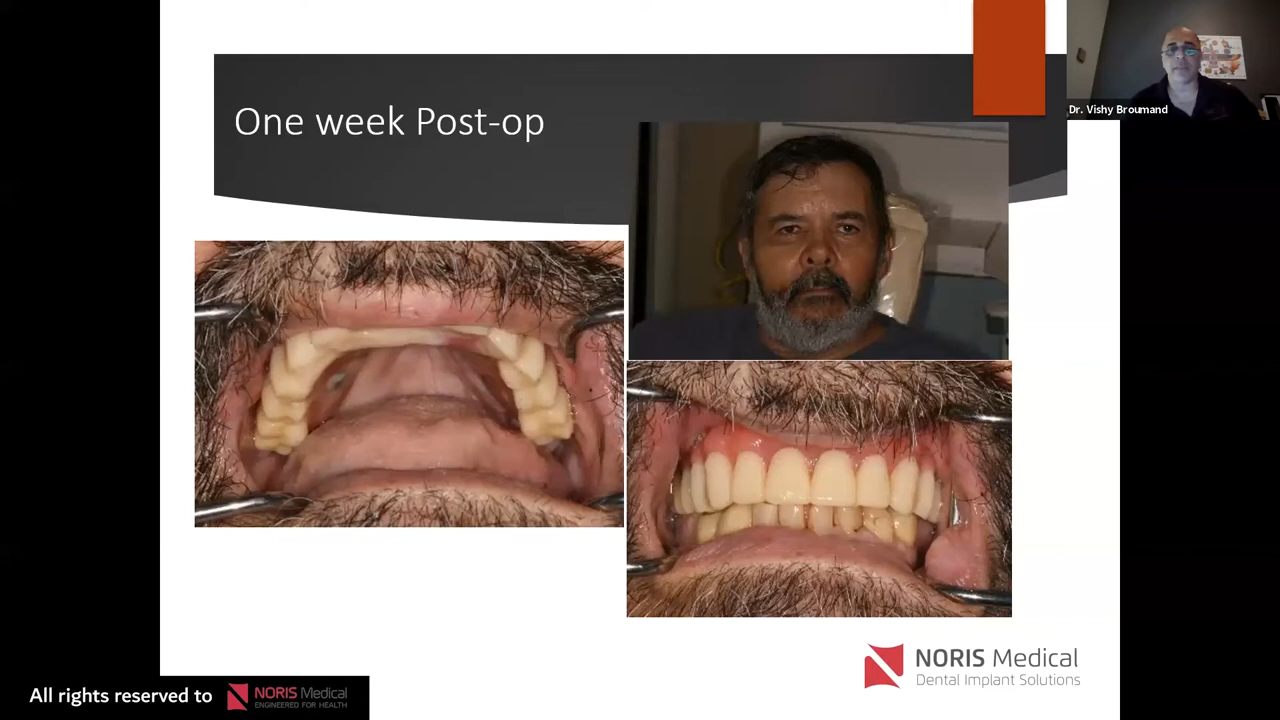 One week Post-op
Dr. Vishy Broumand
NORIS Medical
Dental Implant Solutions
All rights reserved to
NORIS Medical
ENGINEERED FOR HEALTH